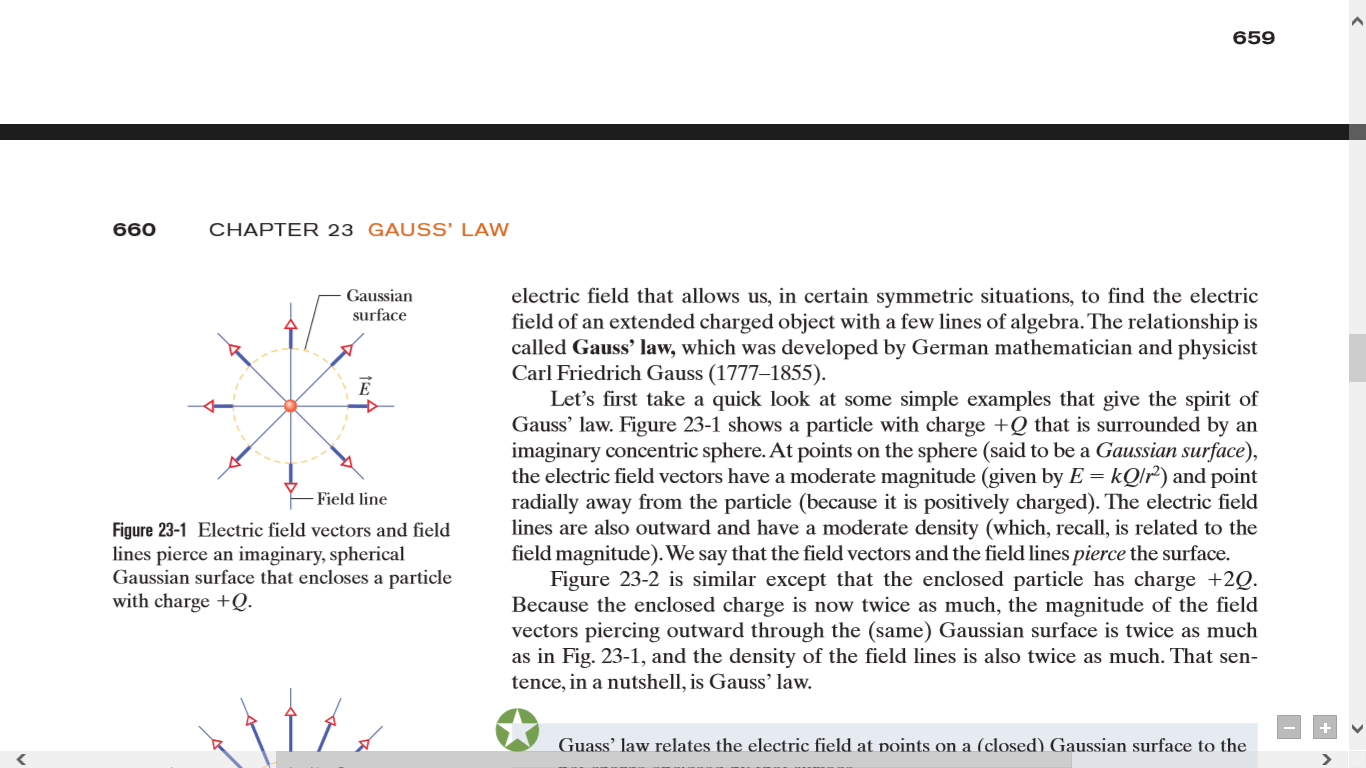 659
660 CHAPTER 23 GAUSS’ LAW
Gaussian
surface
E
Field line
Figure 23-1 Electric field vectors and field
lines pierce an imaginary, spherical
Gaussian surface that encloses a particle
with charge +Q.
electric field that allows us, in certain symmetric situations, to find the electric
field of an extended charged object with a few lines of algebra. The relationship is
called Gauss’ law, which was developed by German mathematician and physicist
Carl Friedrich Gauss (1777–1855).
Let’s first take a quick look at some simple examples that give the spirit of
Gauss’ law. Figure 23-1 shows a particle with charge +Q that is surrounded by an
imaginary concentric sphere. At points on the sphere (said to be a Gaussian surface),
the electric field vectors have a moderate magnitude (given by E = kQ/r²) and point
radially away from the particle (because it is positively charged). The electric field
lines are also outward and have a moderate density (which, recall, is related to the
field magnitude). We say that the field vectors and the field lines pierce the surface.
Figure 23-2 is similar except that the enclosed particle has charge +2Q.
Because the enclosed charge is now twice as much, the magnitude of the field
vectors piercing outward through the (same) Gaussian surface is twice as much
as in Fig. 23-1, and the density of the field lines is also twice as much. That sen-
tence, in a nutshell, is Gauss’ law.
Guass’ law relates the electric field at points on a (closed) Gaussian surface to the